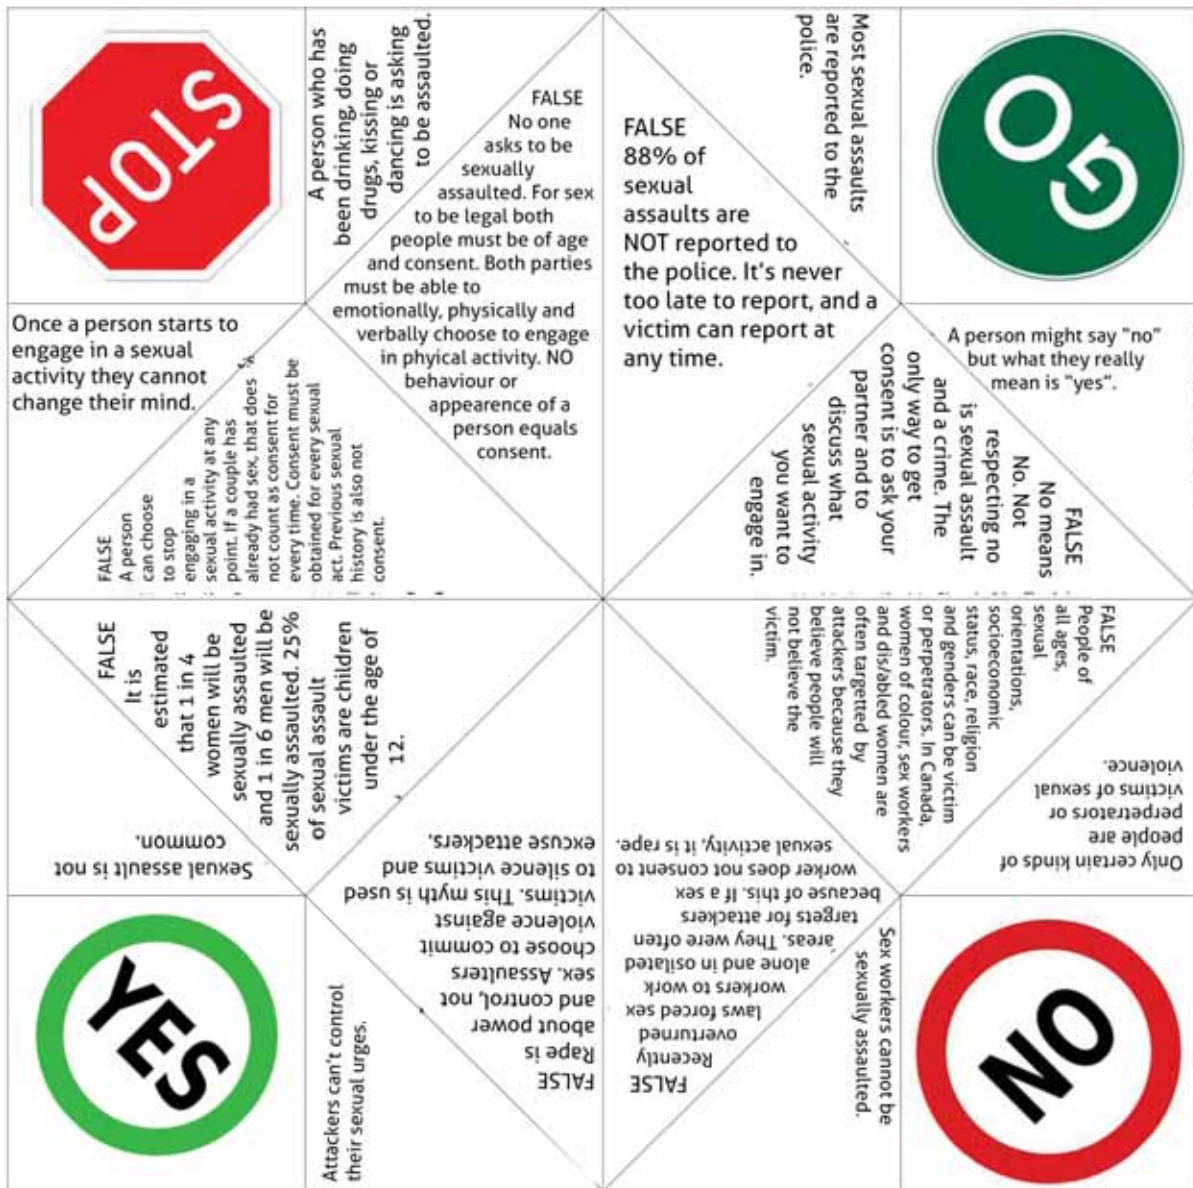 STOP
A person who has
been drinking, doing
drugs, kissing or
dancing is asking
to be assaulted.
FALSE
No one
asks to be
sexually
assaulted. For sex
to be legal both
people must be of age
and consent. Both parties
must be able to
emotionally, physically and
verbally choose to engage
in phyical activity. NO
behaviour or
appearence of a
person equals
consent.
FALSE
88% of
sexual
assaults are
NOT reported to
the police. It's never
too late to report, and a
victim can report at
any time.
Most sexual assaults
are reported to the
police.
GO
Once a person starts to
engage in a sexual
activity they cannot
change their mind.
FALSE
A person
can choose
to stop
engaging in a
sexual activity at any
point. If a couple has
already had sex, that does
not count as consent for
every time. Consent must be
obtained for every sexual
act. Previous sexual
history is also not
consent.
A person might say "no"
but what they really
mean is "yes".
FALSE
No means
No. Not
respecting no
is sexual assault
and a crime. The
only way to get
consent is to ask your
partner and to
discuss what
sexual activity
you want to
engage in.
FALSE
It is
estimated
that 1 in 4
women will be
sexually assaulted
and 1 in 6 men will be
sexually assaulted. 25%
of sexual assault
victims are children
under the age of
12.
Sexual assault is not
common.
FALSE
People of
all ages,
sexual
orientations,
socioeconomic
status, race, religion
and genders can be victim
or perpetrators. In Canada,
women of colour, sex workers
and dis/abled women are
often targetted by
attackers because they
believe people will
not believe the
victim.
Only certain kinds of
people are
perpetrators or
victims of sexual
violence.
YES
Attackers can't control
their sexual urges.
FALSE
Rape is
about power
and control, not
sex. Assaulters
choose to commit
violence against
victims. This myth is used
to silence victims and
excuse attackers.
FALSE
Recently
overturned
laws forced sex
workers to work
alone and in osilated
areas. They were often
targets for attackers
because of this. If a sex
worker does not consent to
sexual activity, it is rape.
Sex workers cannot be
sexually assaulted.
NO